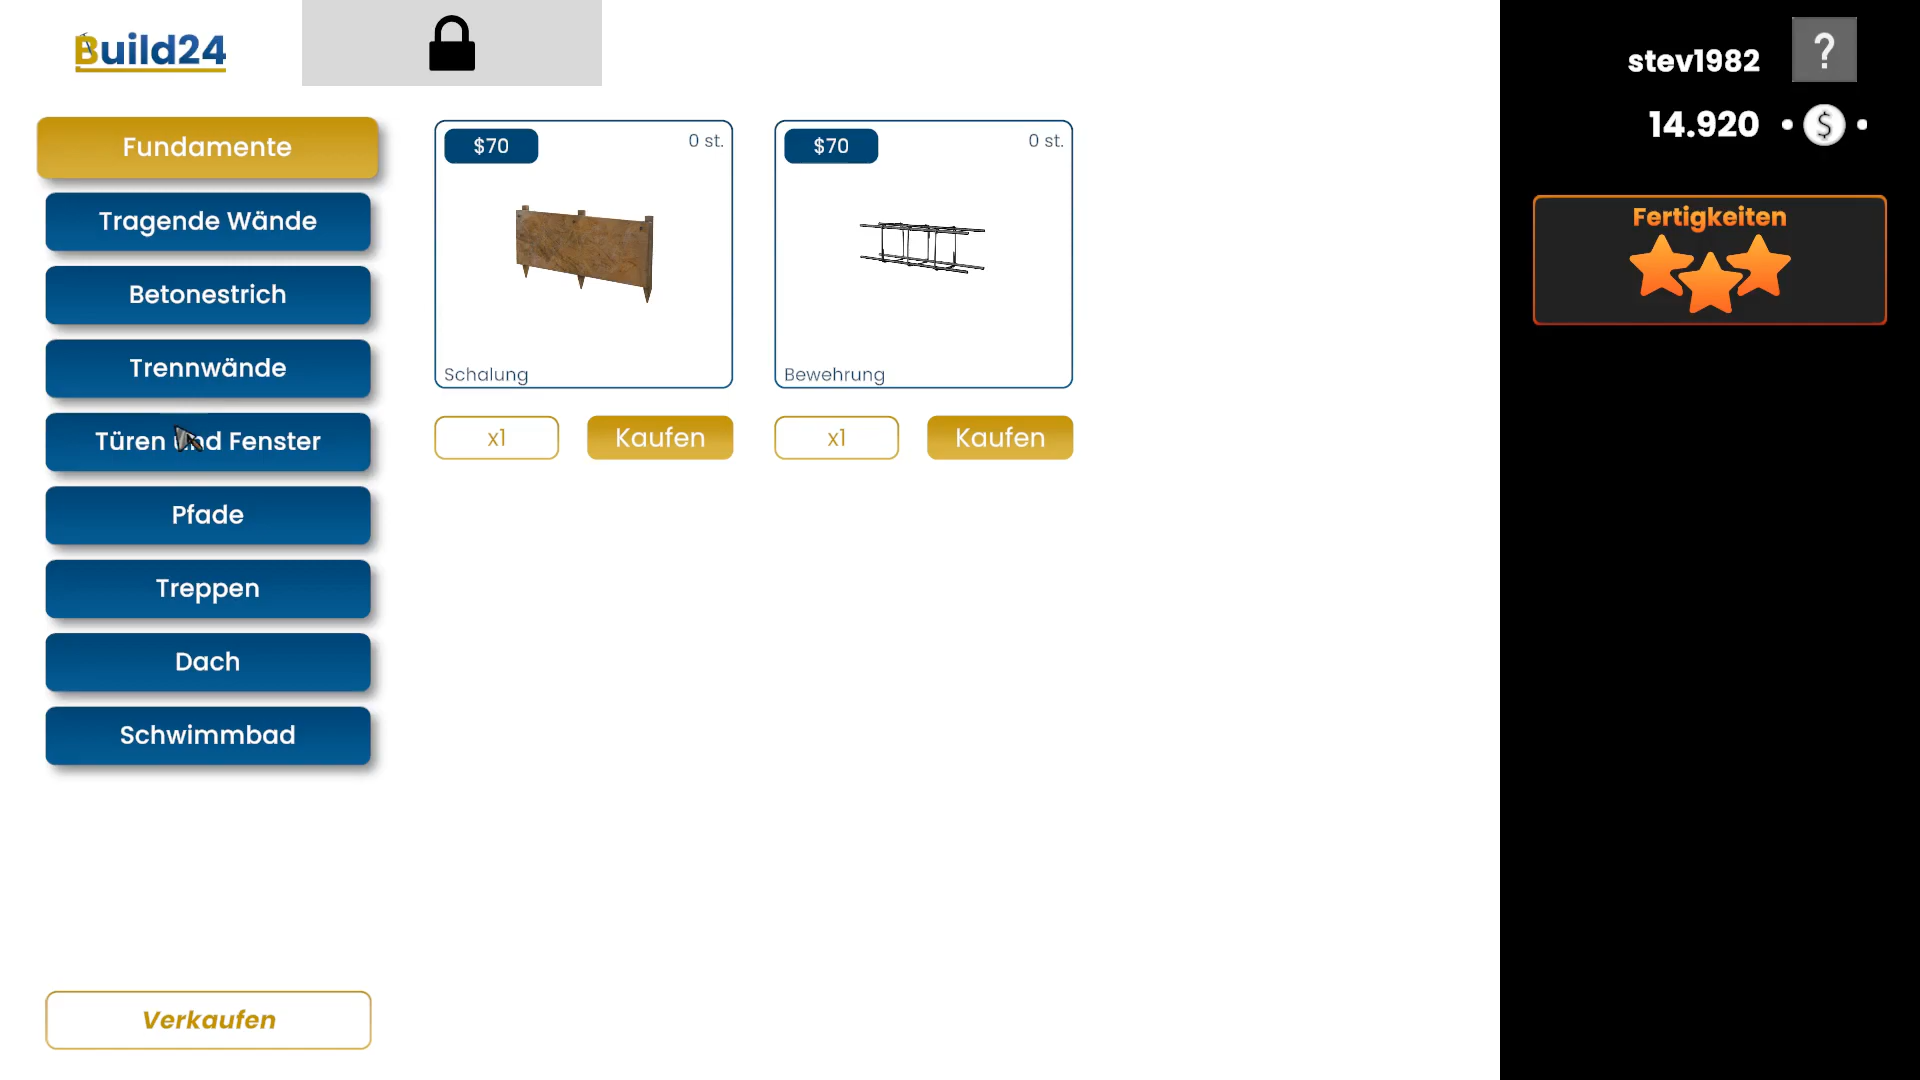 Build24
stev1982
?
14.920
$
Fertigkeiten
Fundamente
Tragende Wände
Betonestrich
Trennwände
Türen und Fenster
Pfade
Treppen
Dach
Schwimmbad
Verkaufen
$70
0 st.
Schalung
x1
Kaufen
$70
0 st.
Bewehrung
x1
Kaufen